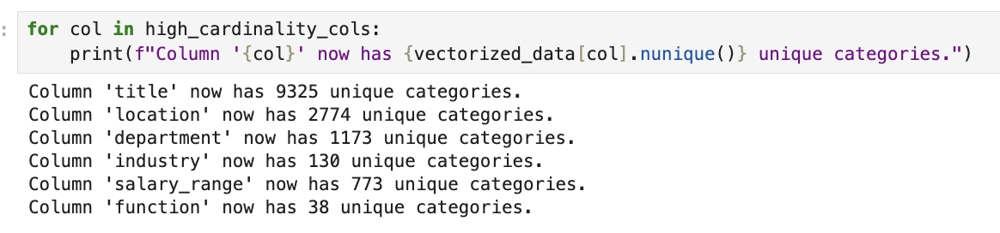 :
for col in high_cardinality_cols:
    print(f"Column '{col}' now has {vectorized_data[col].nunique()} unique categories.")
Column 'title' now has 9325 unique categories.
Column 'location' now has 2774 unique categories.
Column 'department' now has 1173 unique categories.
Column 'industry' now has 130 unique categories.
Column 'salary_range' now has 773 unique categories.
Column 'function' now has 38 unique categories.